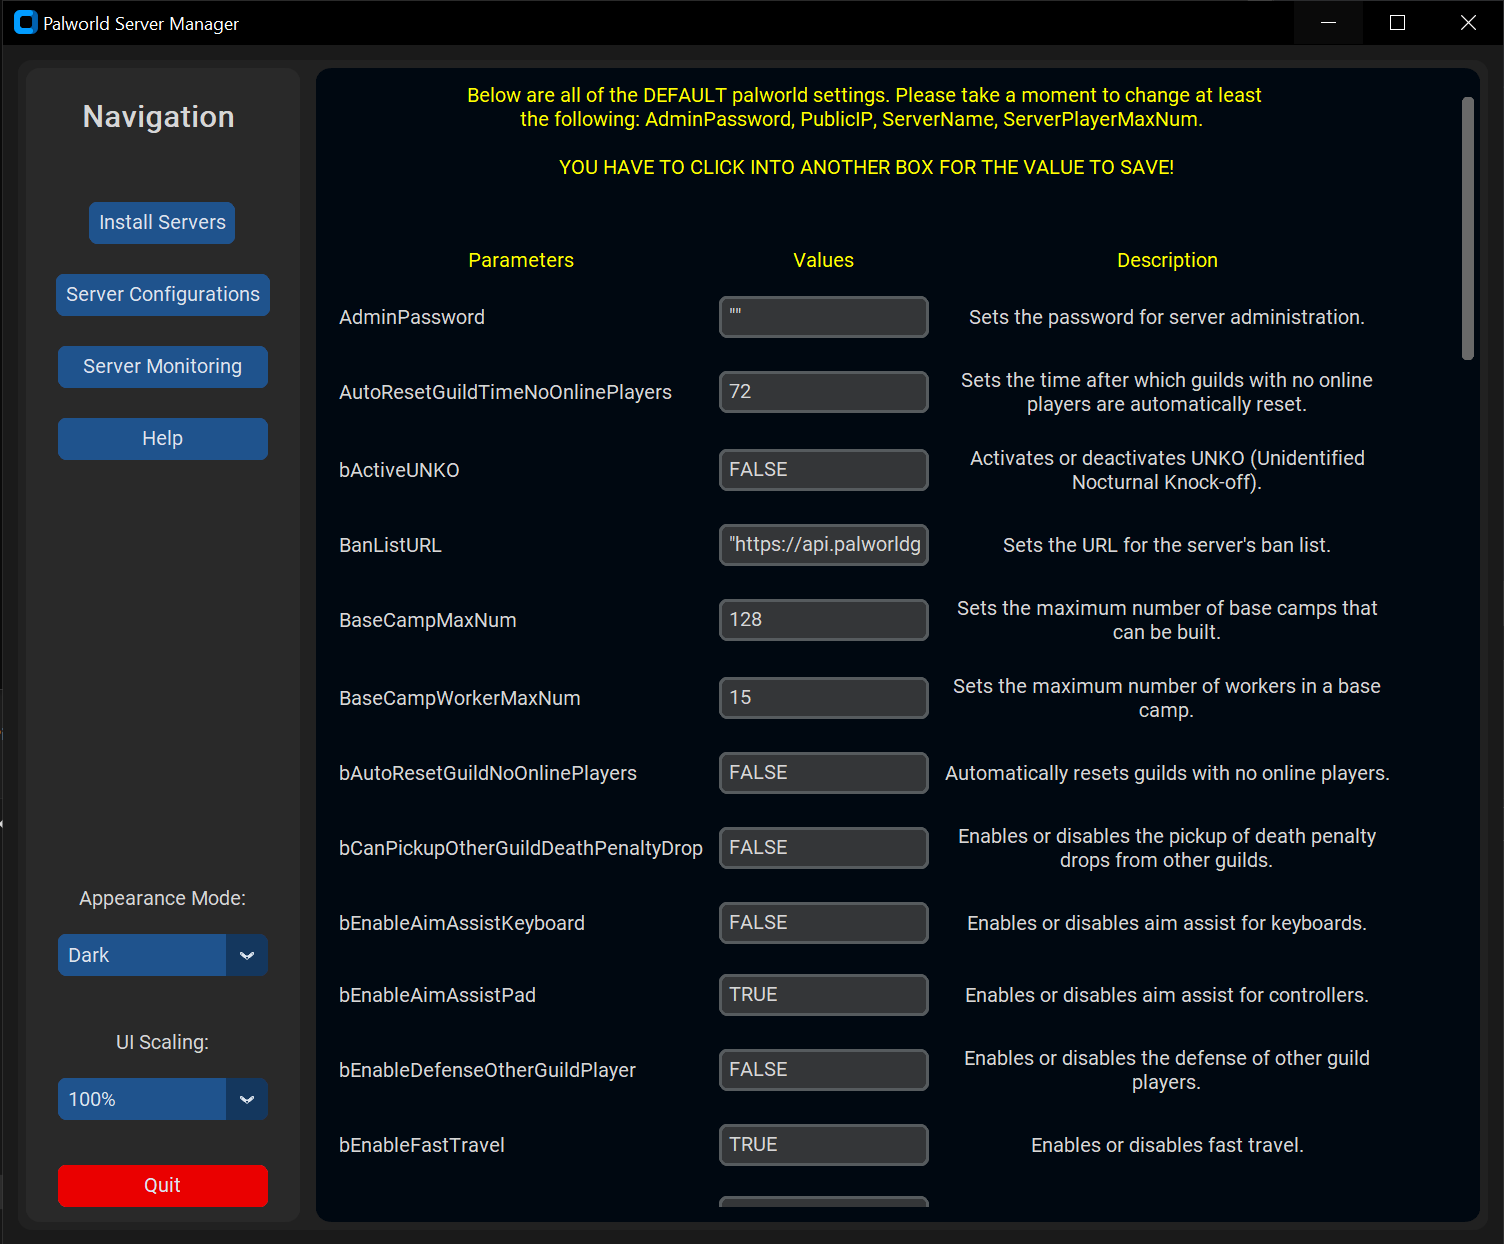 Palworld Server Manager
Navigation
Install Servers
Server Configurations
Server Monitoring
Help
Appearance Mode:
Dark
UI Scaling:
100%
Quit
Below are all of the DEFAULT palworld settings. Please take a moment to change at least
the following: AdminPassword, PublicIP, ServerName, ServerPlayerMaxNum.
YOU HAVE TO CLICK INTO ANOTHER BOX FOR THE VALUE TO SAVE!
Parameters Values Description
AdminPassword "" Sets the password for server administration.
AutoResetGuildTimeNoOnlinePlayers 72 Sets the time after which guilds with no online
players are automatically reset.
bActiveUNKO FALSE Activates or deactivates UNKO (Unidentified
Nocturnal Knock-off).
BanListURL "https://api.palworldg Sets the URL for the server's ban list.
BaseCampMaxNum 128 Sets the maximum number of base camps that
can be built.
BaseCampWorkerMaxNum 15 Sets the maximum number of workers in a base
camp.
bAutoResetGuildNoOnlinePlayers FALSE Automatically resets guilds with no online players.
bCanPickupOtherGuildDeathPenaltyDrop FALSE Enables or disables the pickup of death penalty
drops from other guilds.
bEnableAimAssistKeyboard FALSE Enables or disables aim assist for keyboards.
bEnableAimAssistPad TRUE Enables or disables aim assist for controllers.
bEnableDefenseOtherGuildPlayer FALSE Enables or disables the defense of other guild
players.
bEnableFastTravel TRUE Enables or disables fast travel.